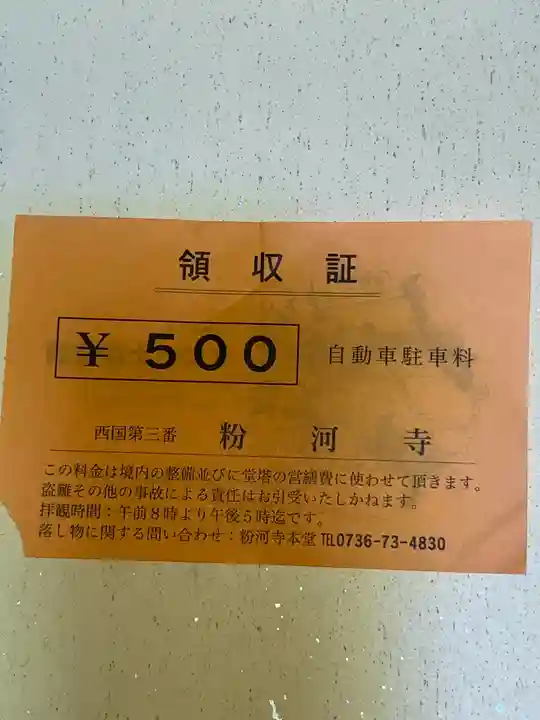 領収証
¥500 自動車駐車料
西国第三番 粉河寺
この料金は境内の整備並びに堂塔の営繕費に使わせて頂きます。
盗難その他の事故による責任はお引受いたしかねます。
拝観時間：午前8時より午後5時迄です。
落し物に関する問い合わせ：粉河寺本堂 TEL0736-73-4830